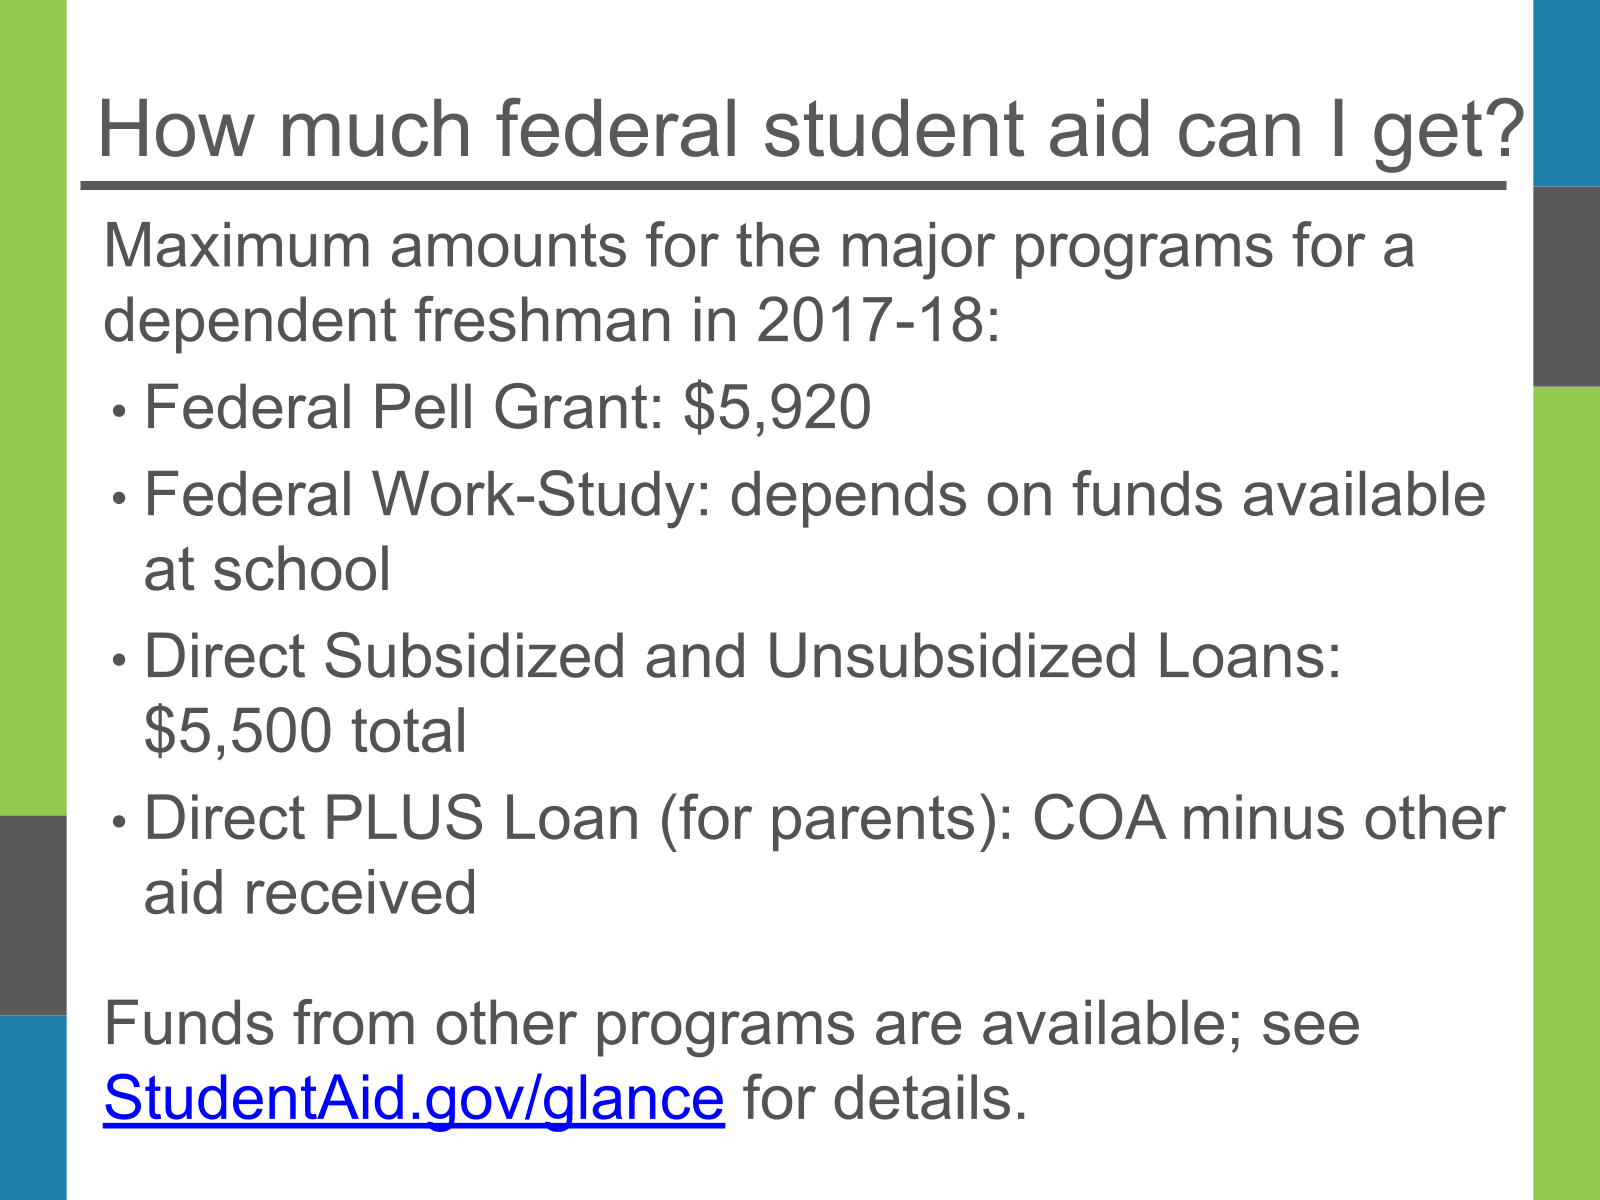 How much federal student aid can I get?
Maximum amounts for the major programs for a
dependent freshman in 2017-18:
• Federal Pell Grant: $5,920
• Federal Work-Study: depends on funds available
at school
• Direct Subsidized and Unsubsidized Loans:
$5,500 total
• Direct PLUS Loan (for parents): COA minus other
aid received
Funds from other programs are available; see
StudentAid.gov/glance for details.